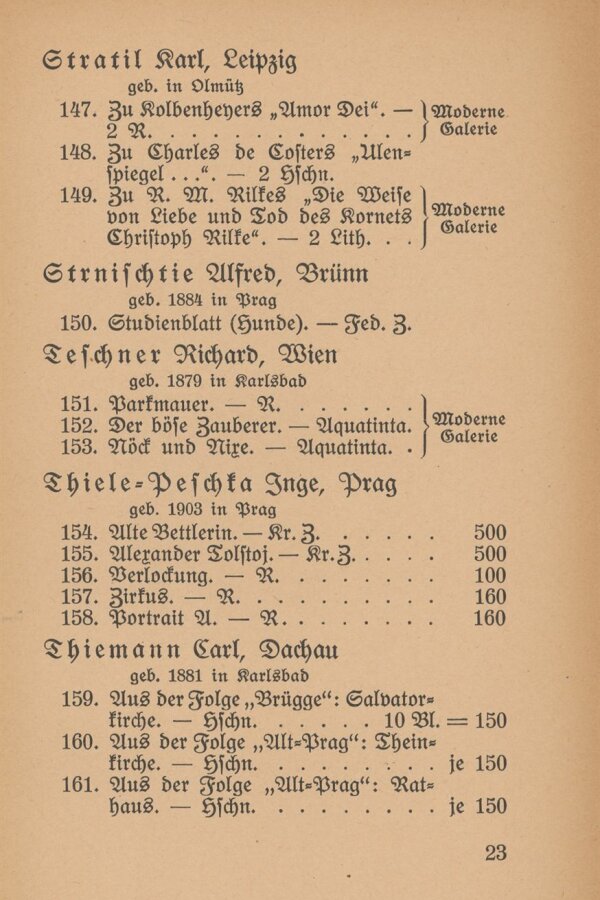 Stratil Karl, Leipzig
geb. in Olmütz
147. Zu Kolbenheyers „Amor Dei“. — Moderne
2 R. . . . . . . . . . . . . Galerie
148. Zu Charles de Costers „Ulen-
spiegel ...“. — 2 Hschn.
149. Zu R. M. Rilkes „Die Weise
von Liebe und Tod des Kornets Moderne
Christoph Rilke“. — 2 Lith. . . Galerie
Strnischtie Alfred, Brünn
geb. 1884 in Prag
150. Studienblatt (Hunde). — Fed. Z.
Teschner Richard, Wien
geb. 1879 in Karlsbad
151. Parkmauer. — R. . . . . . .
152. Der böse Zauberer. — Aquatinta. Moderne
153. Nöck und Nixe. — Aquatinta. . Galerie
Thiele-Peschka Inge, Prag
geb. 1903 in Prag
154. Alte Bettlerin. — Kr. Z. . . . . . . 500
155. Alexander Tolstoj. — Kr. Z. . . . . 500
156. Verlockung. — R. . . . . . . . 100
157. Zirkus. — R. . . . . . . . . . 160
158. Portrait A. — R. . . . . . . . 160
Thiemann Carl, Dachau
geb. 1881 in Karlsbad
159. Aus der Folge „Brügge“: Salvator-
kirche. — Hschn. . . . . . 10 Bl. = 150
160. Aus der Folge „Alt-Prag“: Thein-
kirche. — Hschn. . . . . . . . . je 150
161. Aus der Folge „Alt-Prag“: Rat-
haus. — Hschn. . . . . . . . . je 150
23